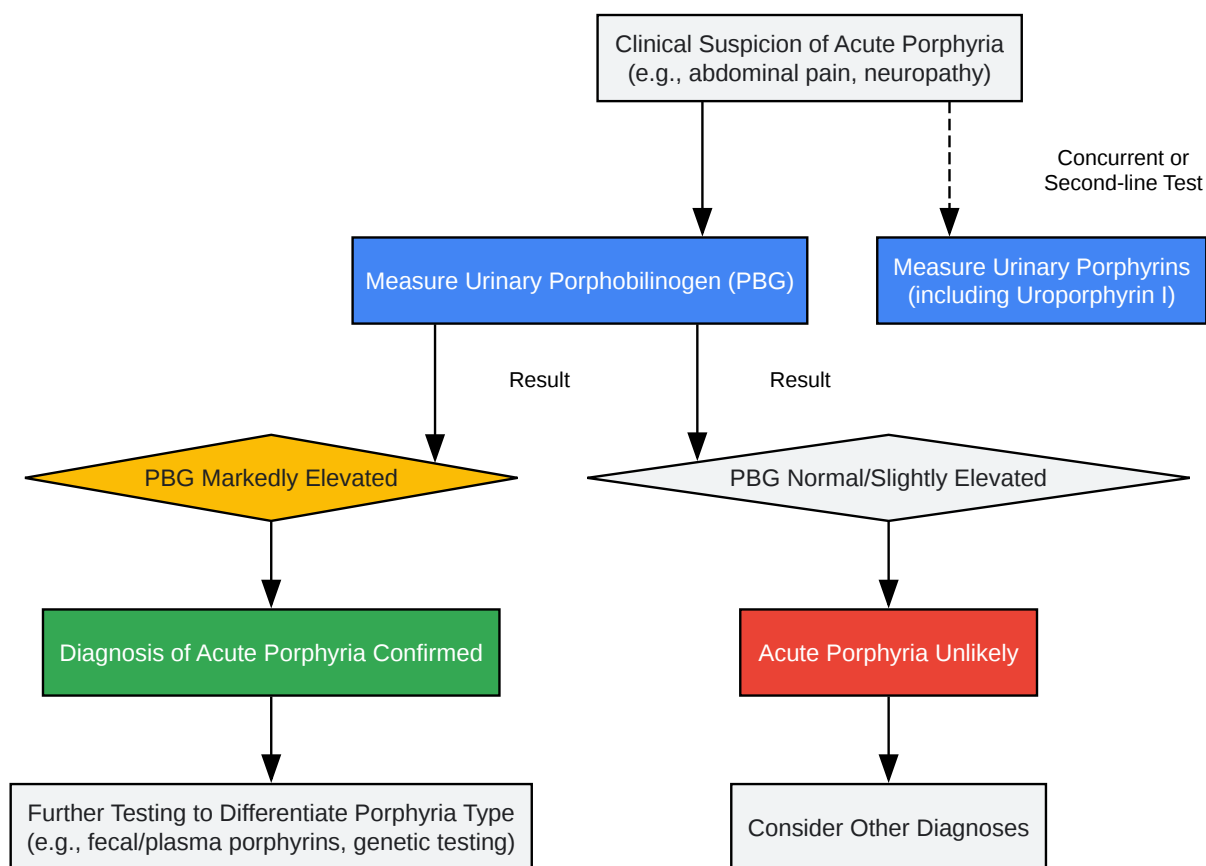 Clinical Suspicion of Acute Porphyria
(e.g., abdominal pain, neuropathy)
Concurrent or
Second-line Test
Measure Urinary Porphobilinogen (PBG)
Measure Urinary Porphyrins
(including Uroporphyrin I)
Result
Result
PBG Markedly Elevated
PBG Normal/Slightly Elevated
Diagnosis of Acute Porphyria Confirmed
Acute Porphyria Unlikely
Further Testing to Differentiate Porphyria Type
(e.g., fecal/plasma porphyrins, genetic testing)
Consider Other Diagnoses